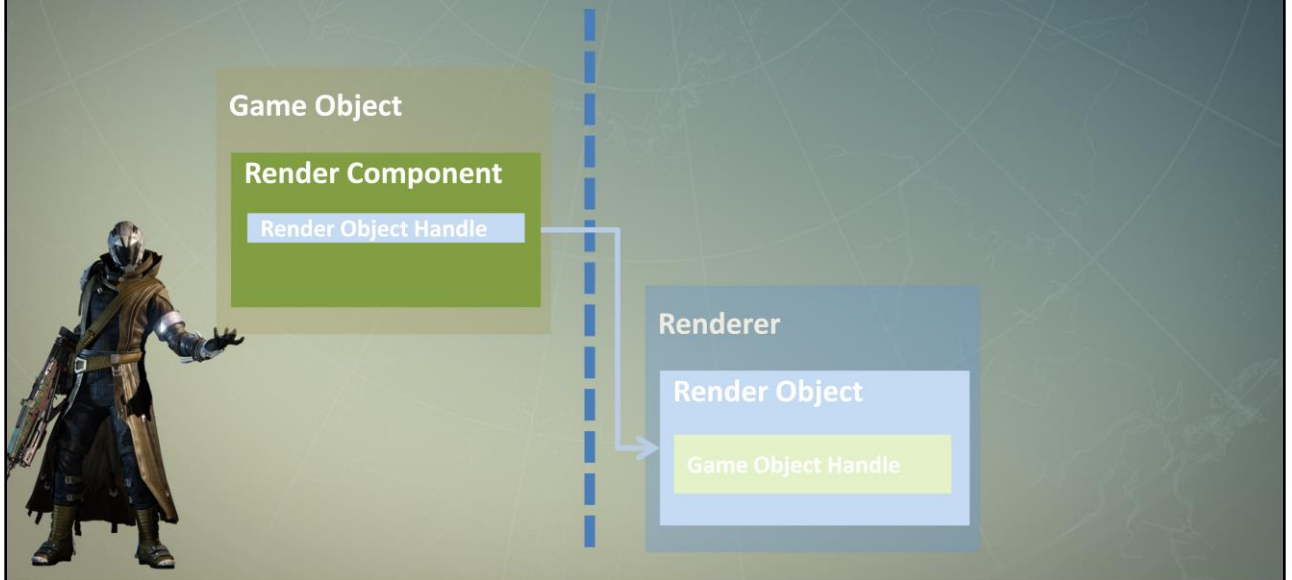 Game Object
Render Component
Render Object Handle
Renderer
Render Object
Game Object Handle